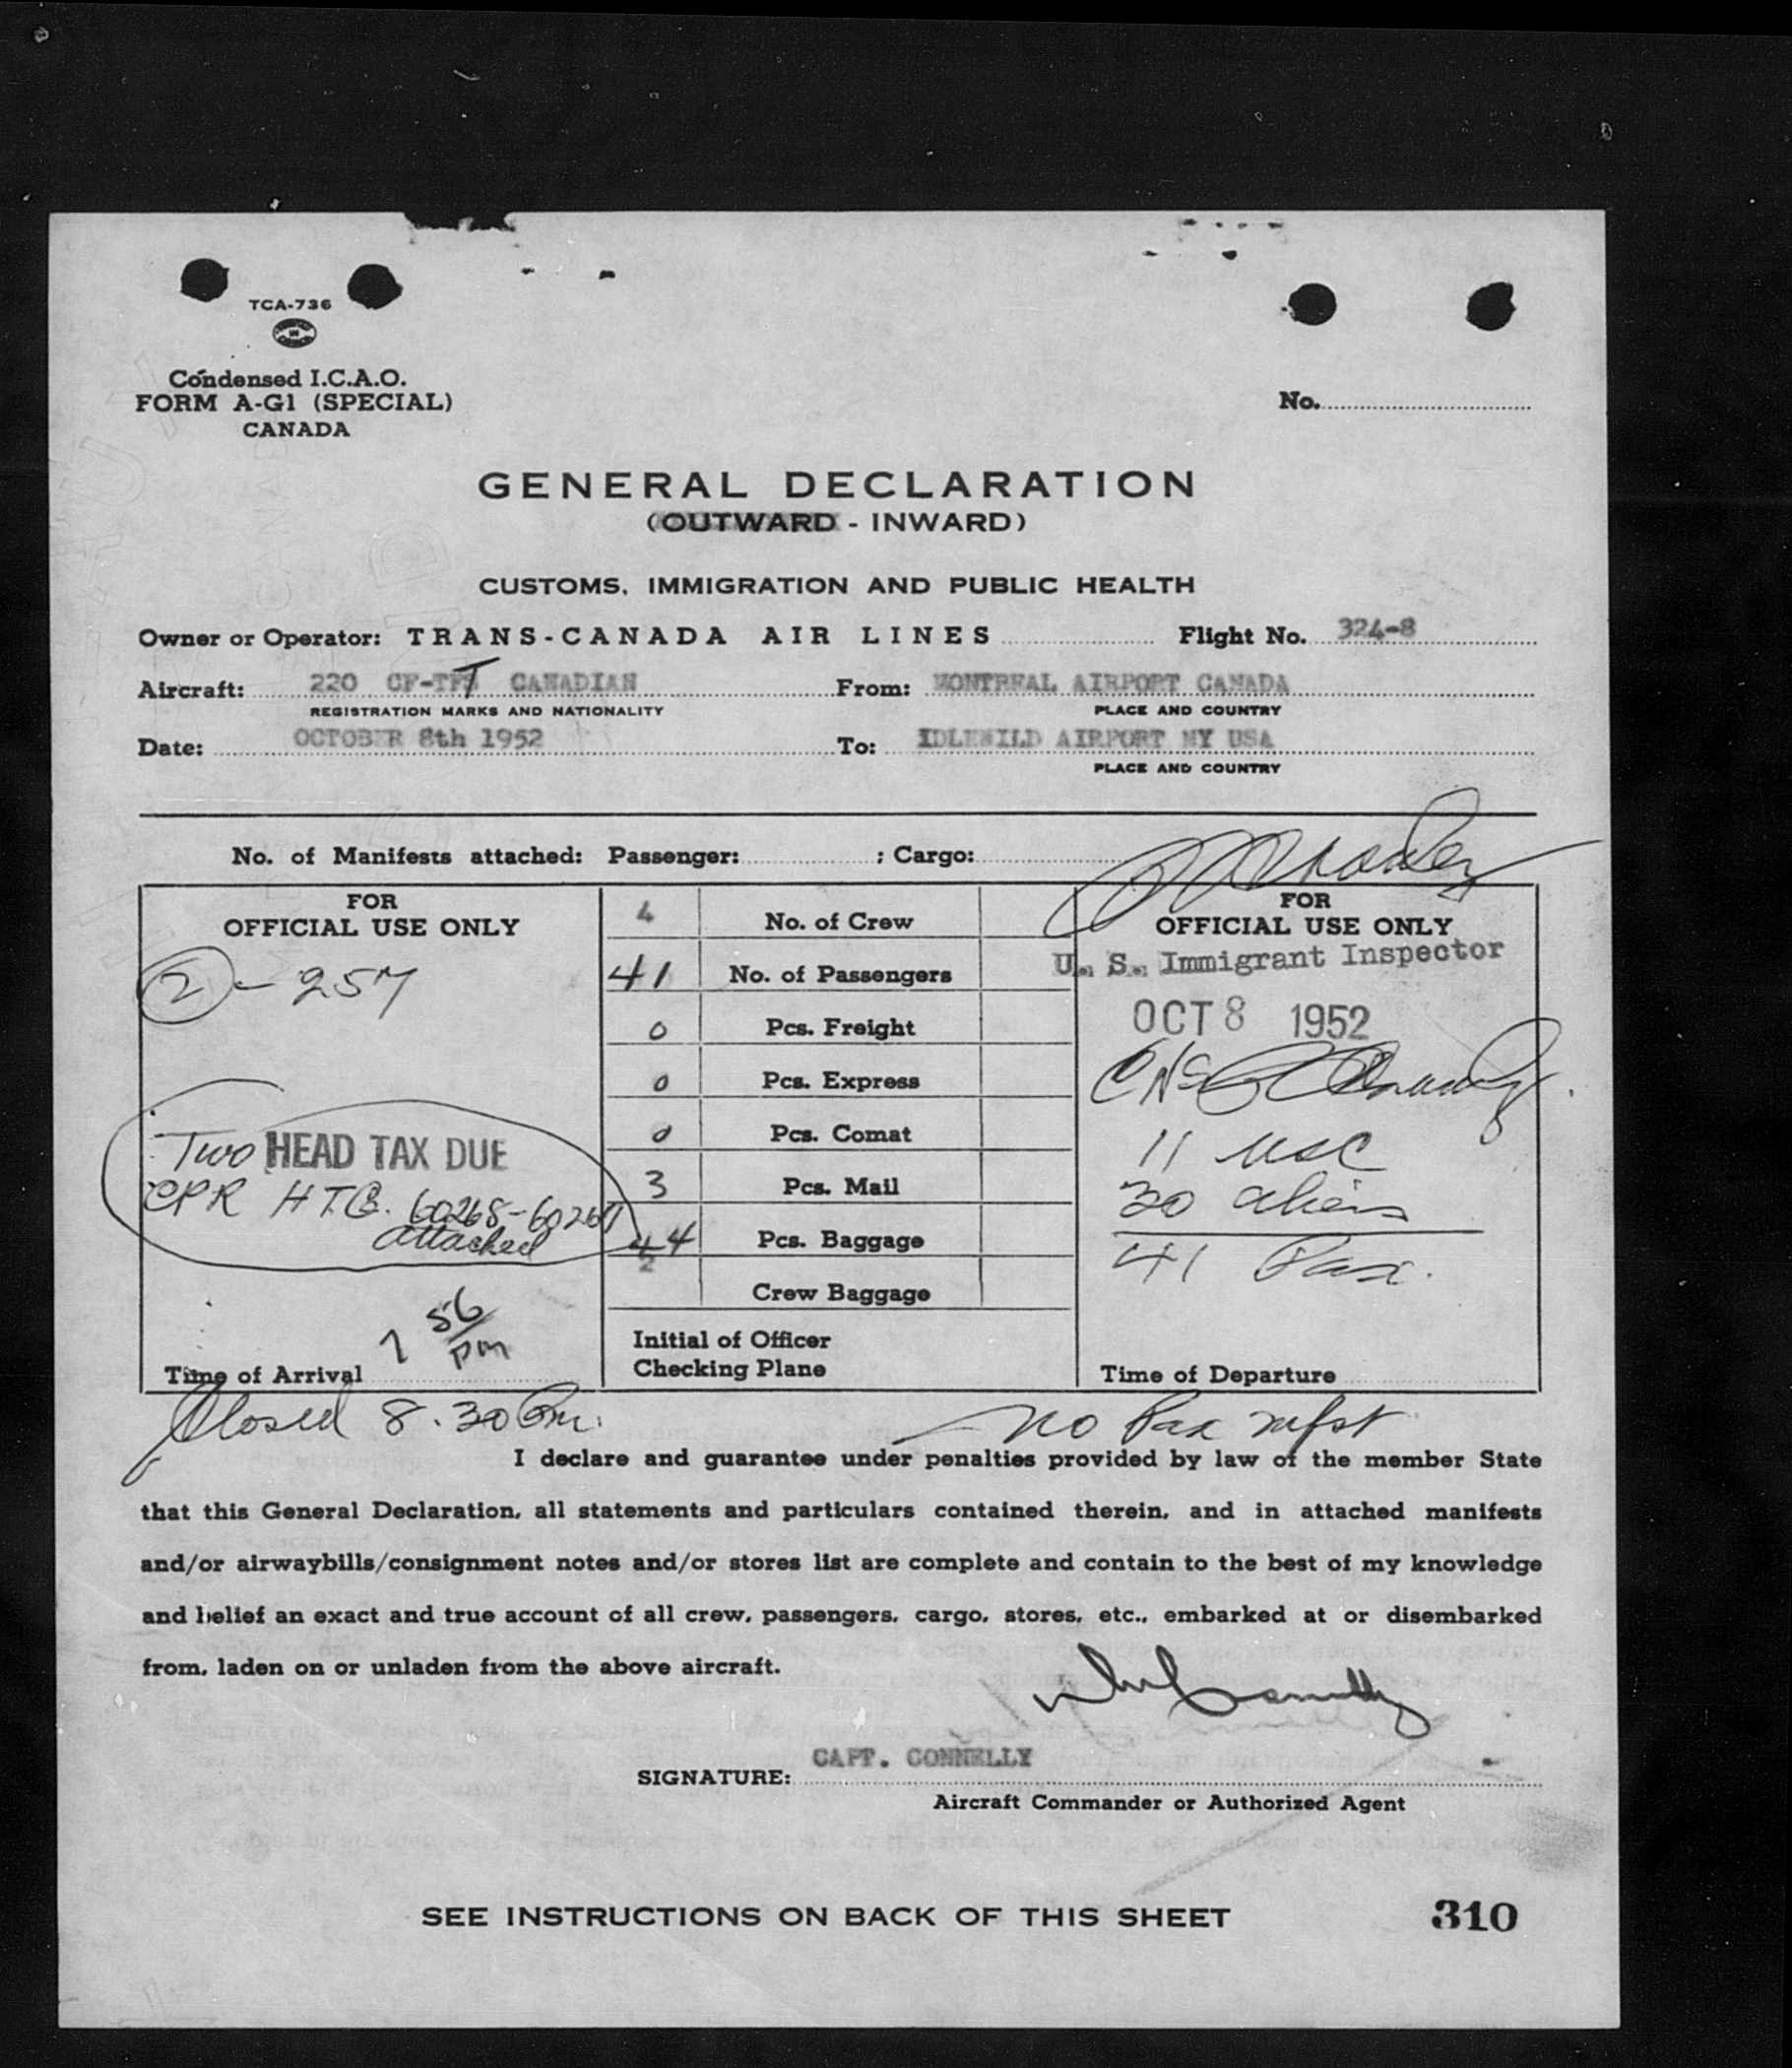 TCA-736
Condensed I.C.A.O.
FORM A-G1 (SPECIAL)
CANADA
No.
GENERAL DECLARATION
(OUTWARD - INWARD)
CUSTOMS, IMMIGRATION AND PUBLIC HEALTH
Owner or Operator: TRANS-CANADA AIR LINES Flight No. 324-8
Aircraft: 220 CF-TFT CANADIAN From: MONTREAL AIRPORT CANADA
REGISTRATION MARKS AND NATIONALITY PLACE AND COUNTRY
Date: OCTOBER 8th 1952 To: IDLEWILD AIRPORT NY USA
PLACE AND COUNTRY
No. of Manifests attached: Passenger: ; Cargo:
FOR
OFFICIAL USE ONLY
2 - 257
Two HEAD TAX DUE
CPR H.T.C. 60268-60269
attached
7 56
pm
Time of Arrival
4 No. of Crew
41 No. of Passengers
0 Pcs. Freight
0 Pcs. Express
0 Pcs. Comat
3 Pcs. Mail
44 Pcs. Baggage
2 Crew Baggage
Initial of Officer
Checking Plane
FOR
OFFICIAL USE ONLY
U. S. Immigrant Inspector
OCT 8 1952
11 USC
30 aliens
41 Pax.
Time of Departure
Closed 8.30 Pm. no Pax mfst
I declare and guarantee under penalties provided by law of the member State
that this General Declaration, all statements and particulars contained therein, and in attached manifests
and/or airwaybills/consignment notes and/or stores list are complete and contain to the best of my knowledge
and belief an exact and true account of all crew, passengers, cargo, stores, etc., embarked at or disembarked
from, laden on or unladen from the above aircraft.
Connelly
CAPT. CONNELLY
SIGNATURE:
Aircraft Commander or Authorized Agent
SEE INSTRUCTIONS ON BACK OF THIS SHEET 310